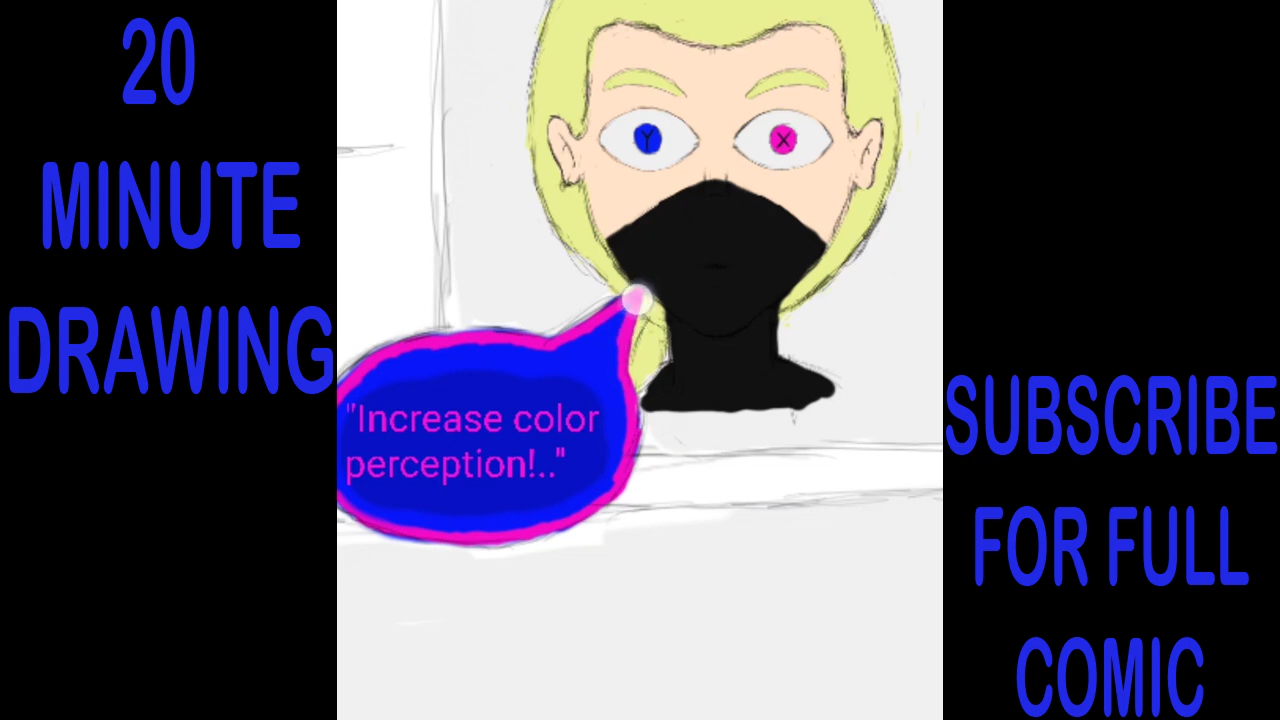 20
MINUTE
DRAWING
Y
X
"Increase color
perception!.."
SUBSCRIBE
FOR FULL
COMIC